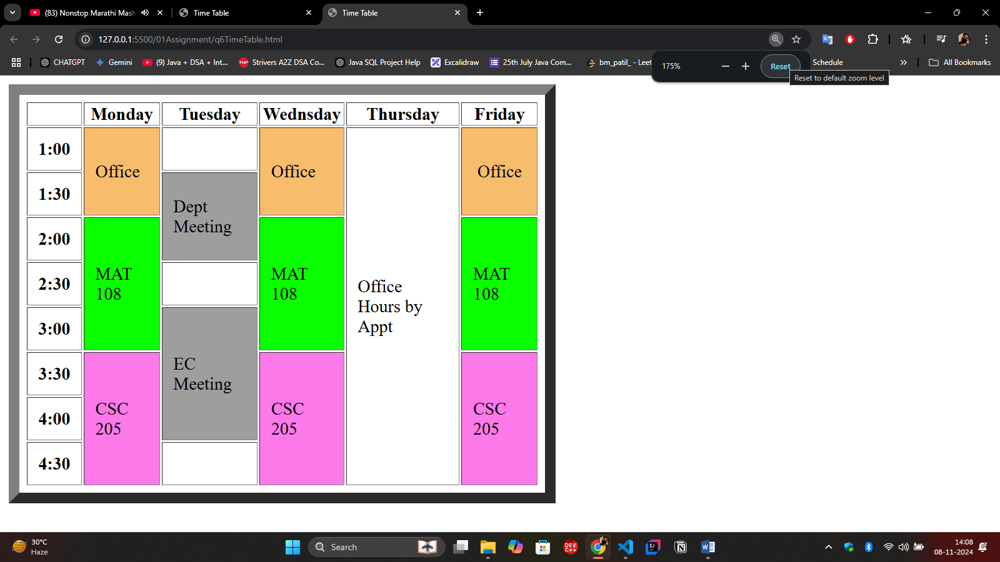 (83) Nonstop Marathi Mash
Time Table
Time Table
127.0.0.1:5500/01Assignment/q6TimeTable.html
CHATGPT
Gemini
(9) Java + DSA + Int...
Strivers A2Z DSA Co...
Java SQL Project Help
Excalidraw
25th July Java Com...
bm_patil_ - Leet
Schedule
All Bookmarks
175%
Reset
Reset to default zoom level
Monday Tuesday Wednsday Thursday Friday
1:00
Office
Office
Office
1:30
Dept
Meeting
2:00
MAT
108
MAT
108
MAT
108
2:30
Office
Hours by
Appt
3:00
EC
Meeting
3:30
CSC
205
CSC
205
CSC
205
4:00
4:30
30°C
Haze
Search
DEV
C++
14:08
08-11-2024